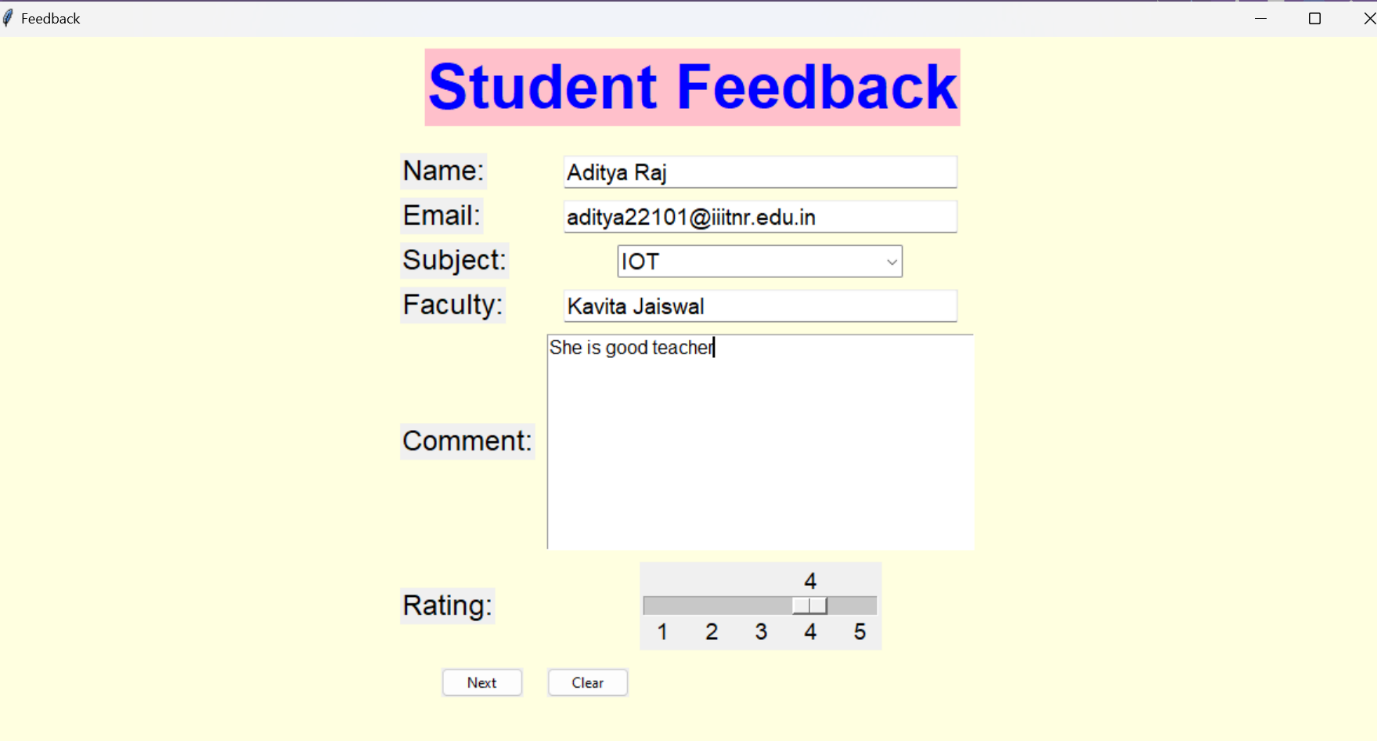 Feedback
Student Feedback
Name: Aditya Raj
Email: aditya22101@iiitnr.edu.in
Subject: IOT
Faculty: Kavita Jaiswal
She is good teacher
Comment:
4
Rating:
1 2 3 4 5
Next Clear